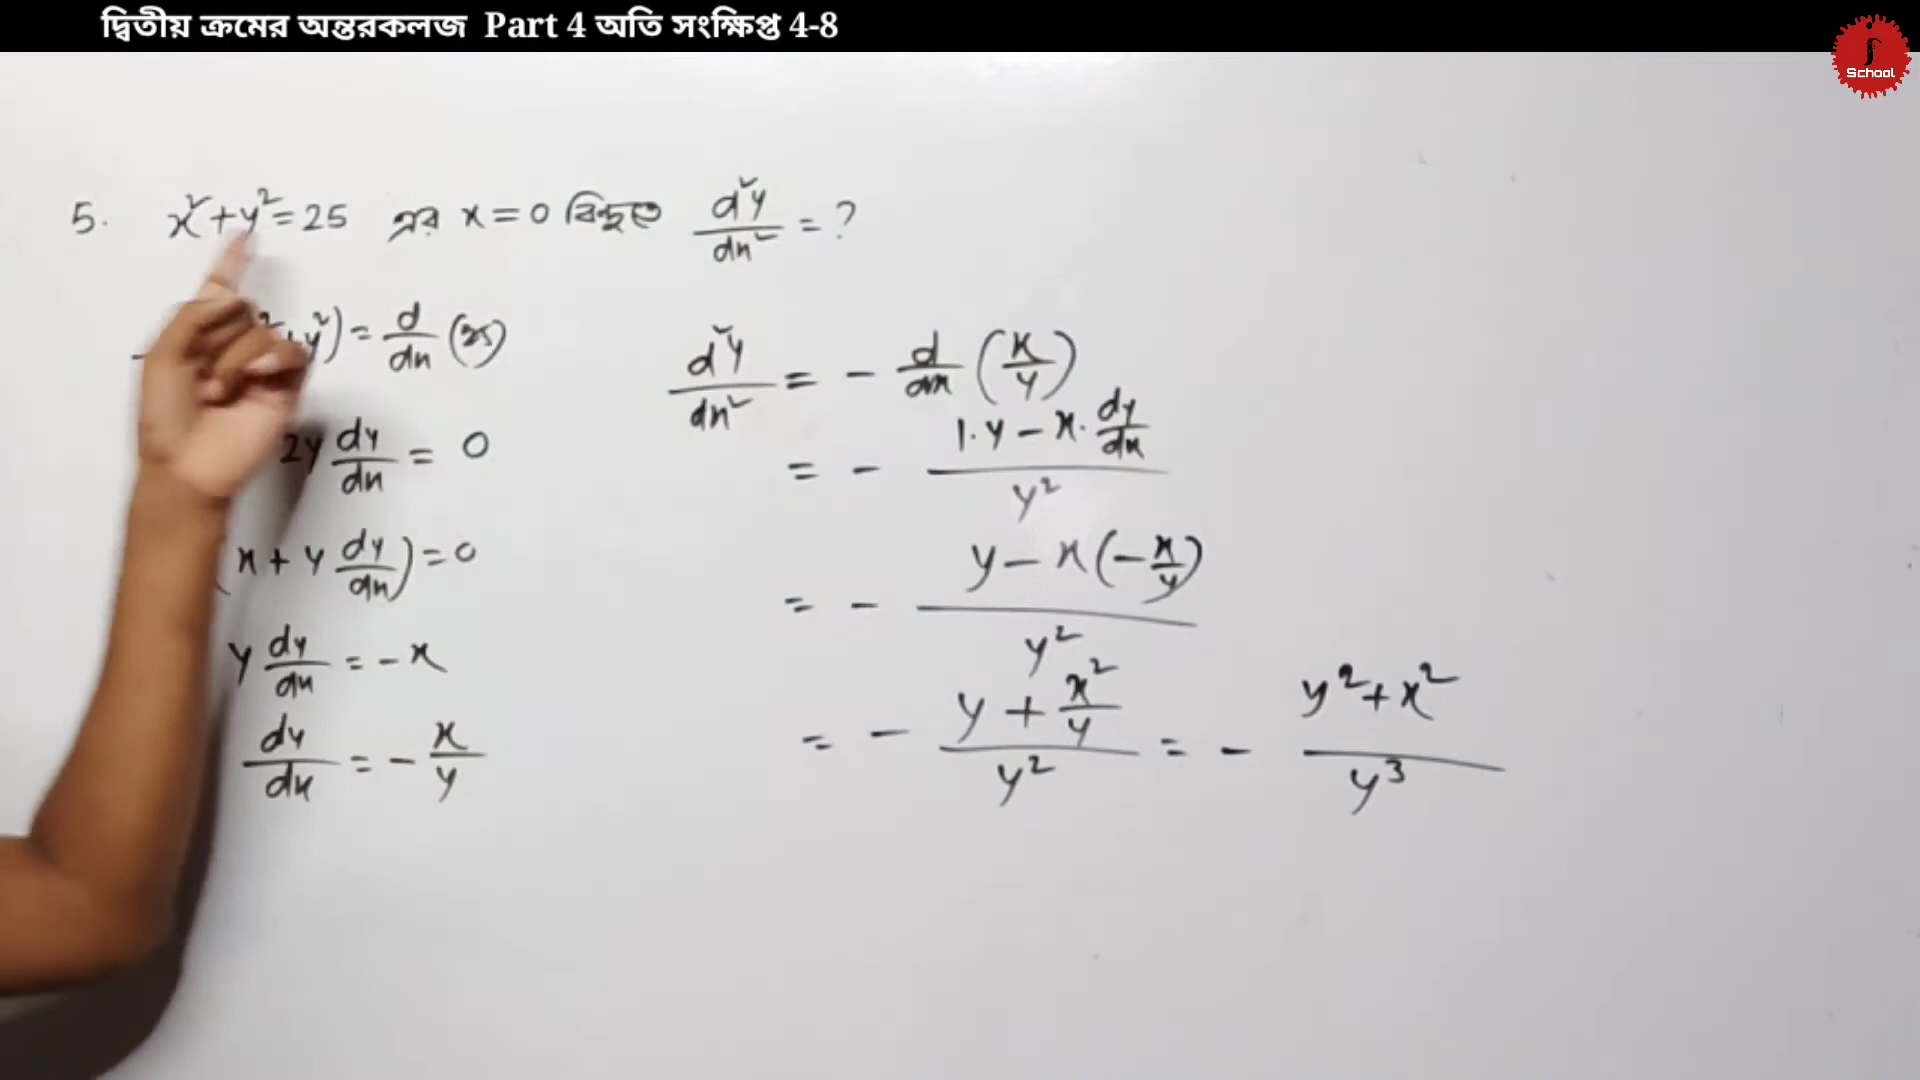 দ্বিতীয় ক্রমের অন্তরকলজ Part 4 অতি সংক্ষিপ্ত 4-8
School
5. x² + y² = 25 এর x = 0 বিন্দুতে d²y/dx² = ?
² + y²) = d/dx (25)
2y dy/dx = 0
(x + y dy/dx) = 0
y dy/dx = -x
dy/dx = - x/y
d²y/dx² = - d/dx (x/y)
= - (1·y - x·dy/dx)/y²
= - (y - x(-x/y))/y²
= - (y + x²/y)/y² = - (y² + x²)/y³